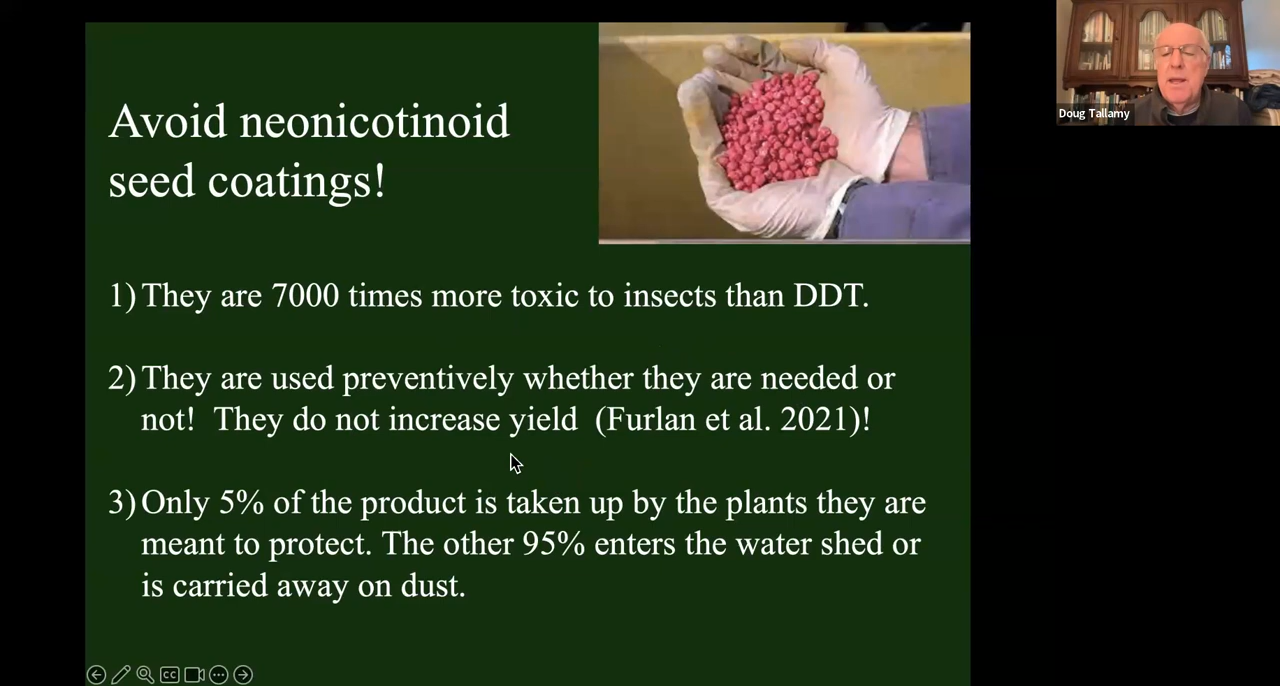 Avoid neonicotinoid
seed coatings!
Doug Tallamy
1) They are 7000 times more toxic to insects than DDT.
2) They are used preventively whether they are needed or
not! They do not increase yield (Furlan et al. 2021)!
3) Only 5% of the product is taken up by the plants they are
meant to protect. The other 95% enters the water shed or
is carried away on dust.
CC